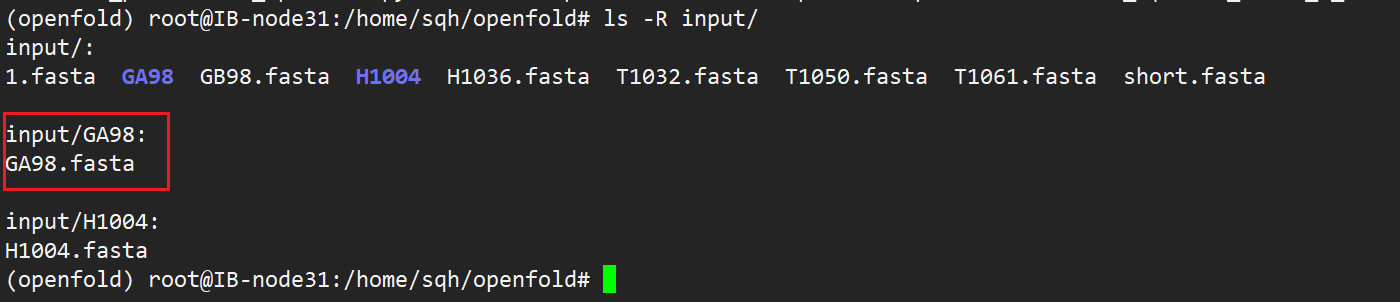 (openfold) root@IB-node31:/home/sqh/openfold# ls -R input/
input/:
1.fasta  GA98  GB98.fasta  H1004  H1036.fasta  T1032.fasta  T1050.fasta  T1061.fasta  short.fasta
input/GA98:
GA98.fasta
input/H1004:
H1004.fasta
(openfold) root@IB-node31:/home/sqh/openfold#